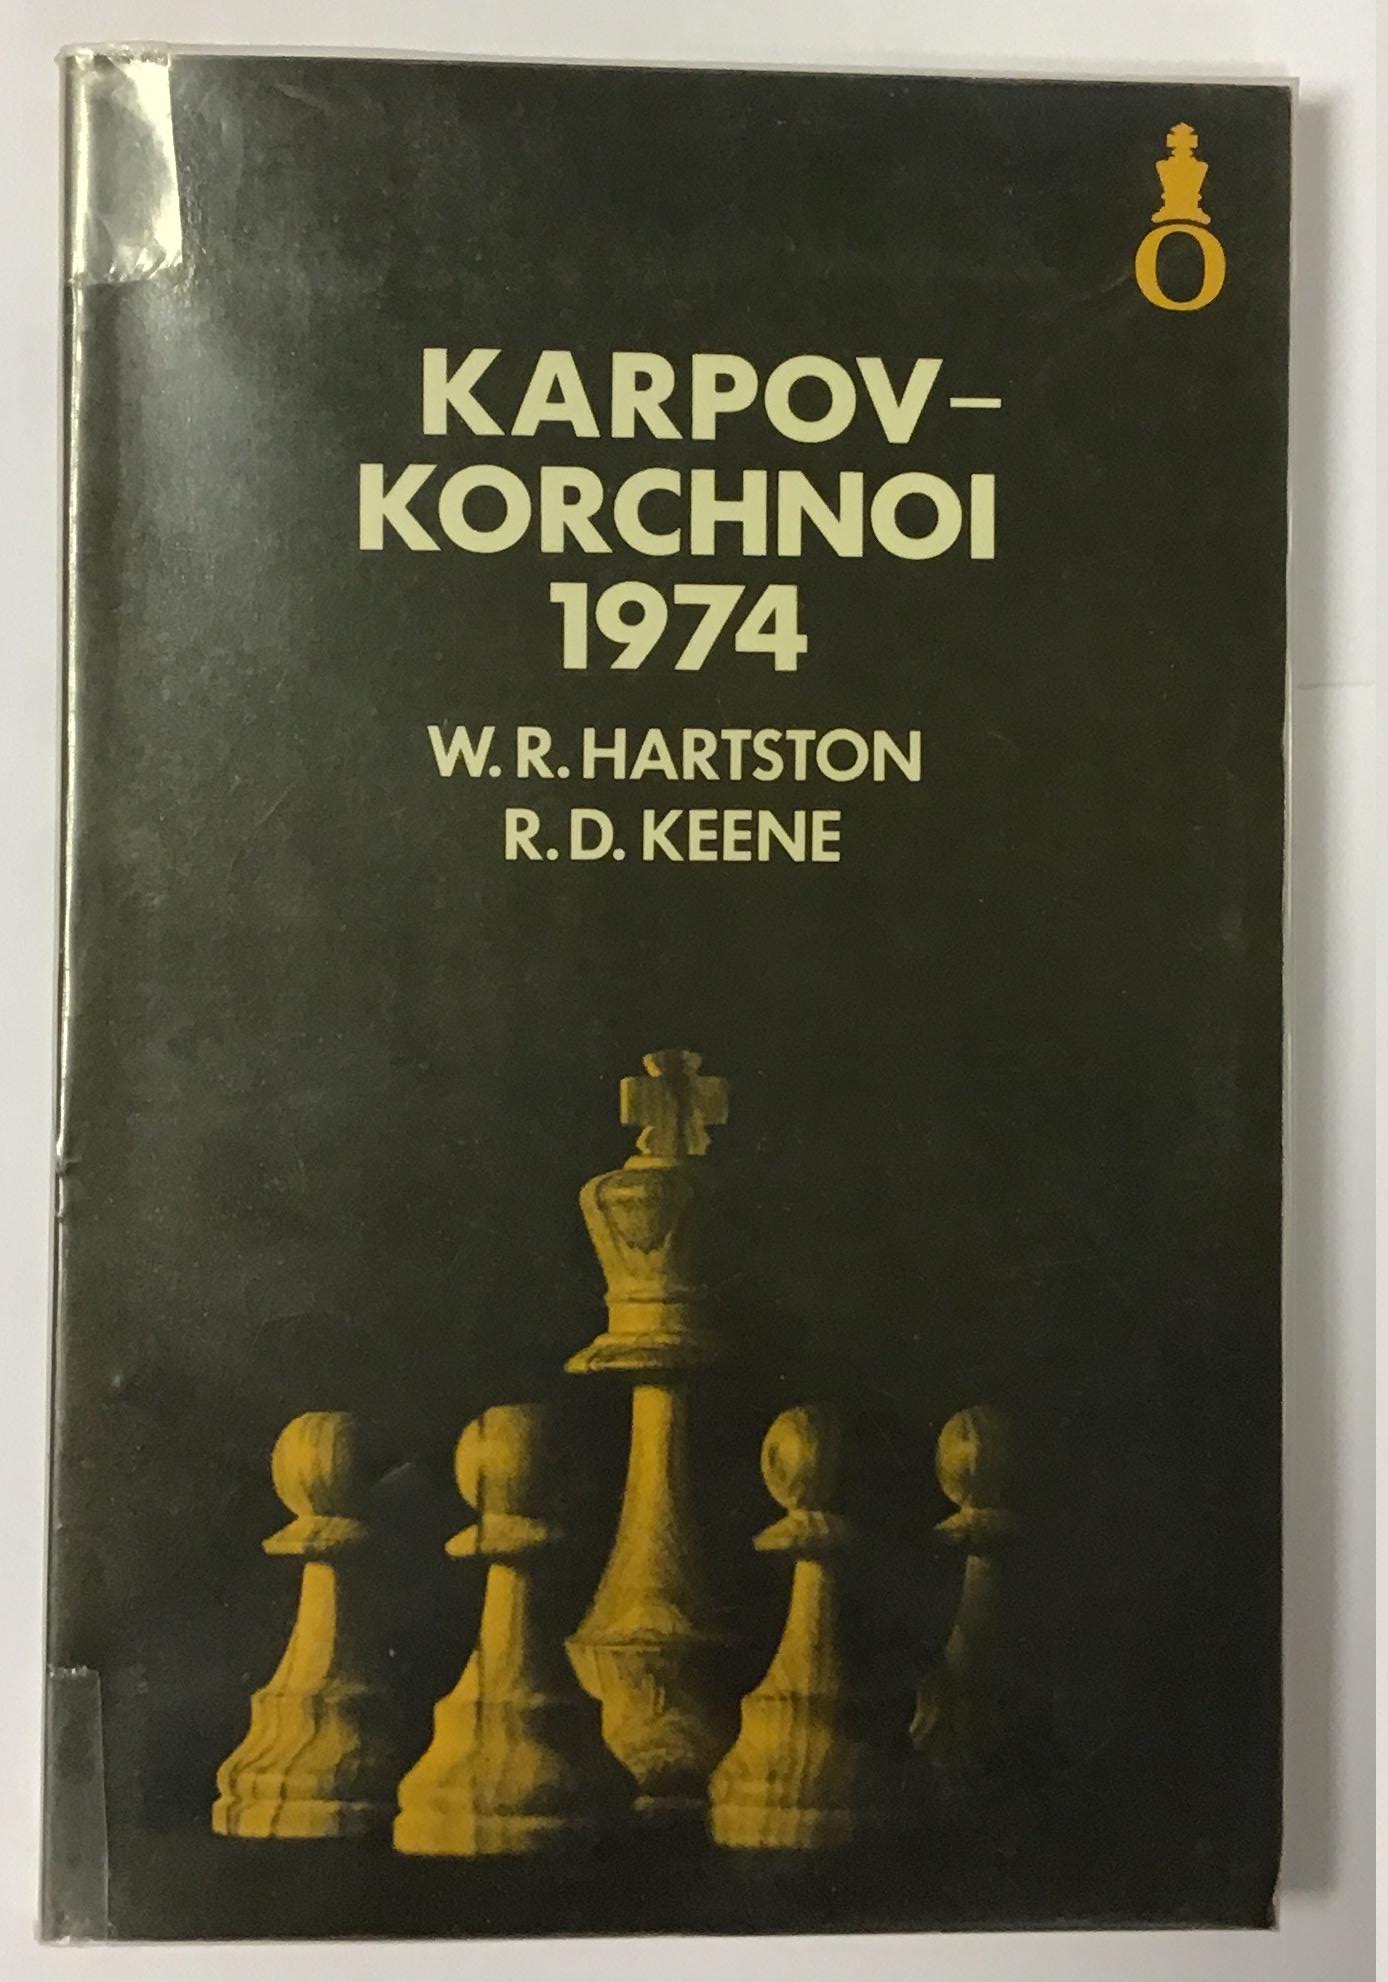 O
KARPOV–
KORCHNOI
1974
W. R. HARTSTON
R. D. KEENE